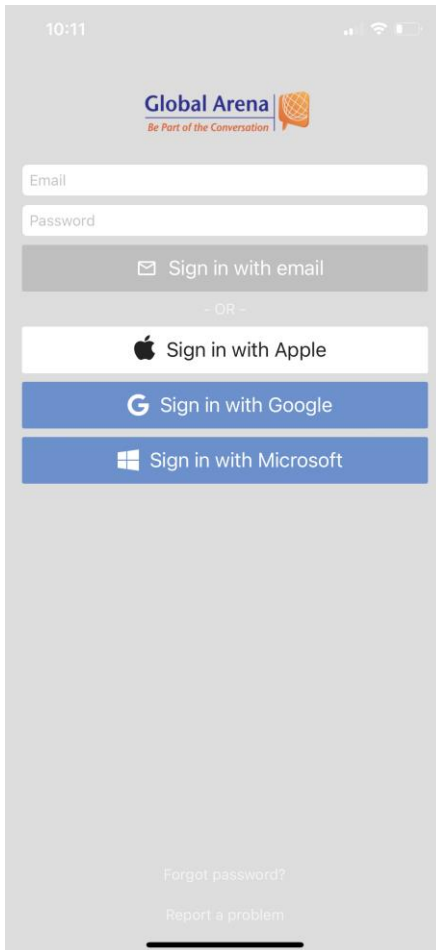 10:11
Global Arena
Be Part of the Conversation
Email
Password
Sign in with email
- OR -
Sign in with Apple
Sign in with Google
Sign in with Microsoft
Forgot password?
Report a problem